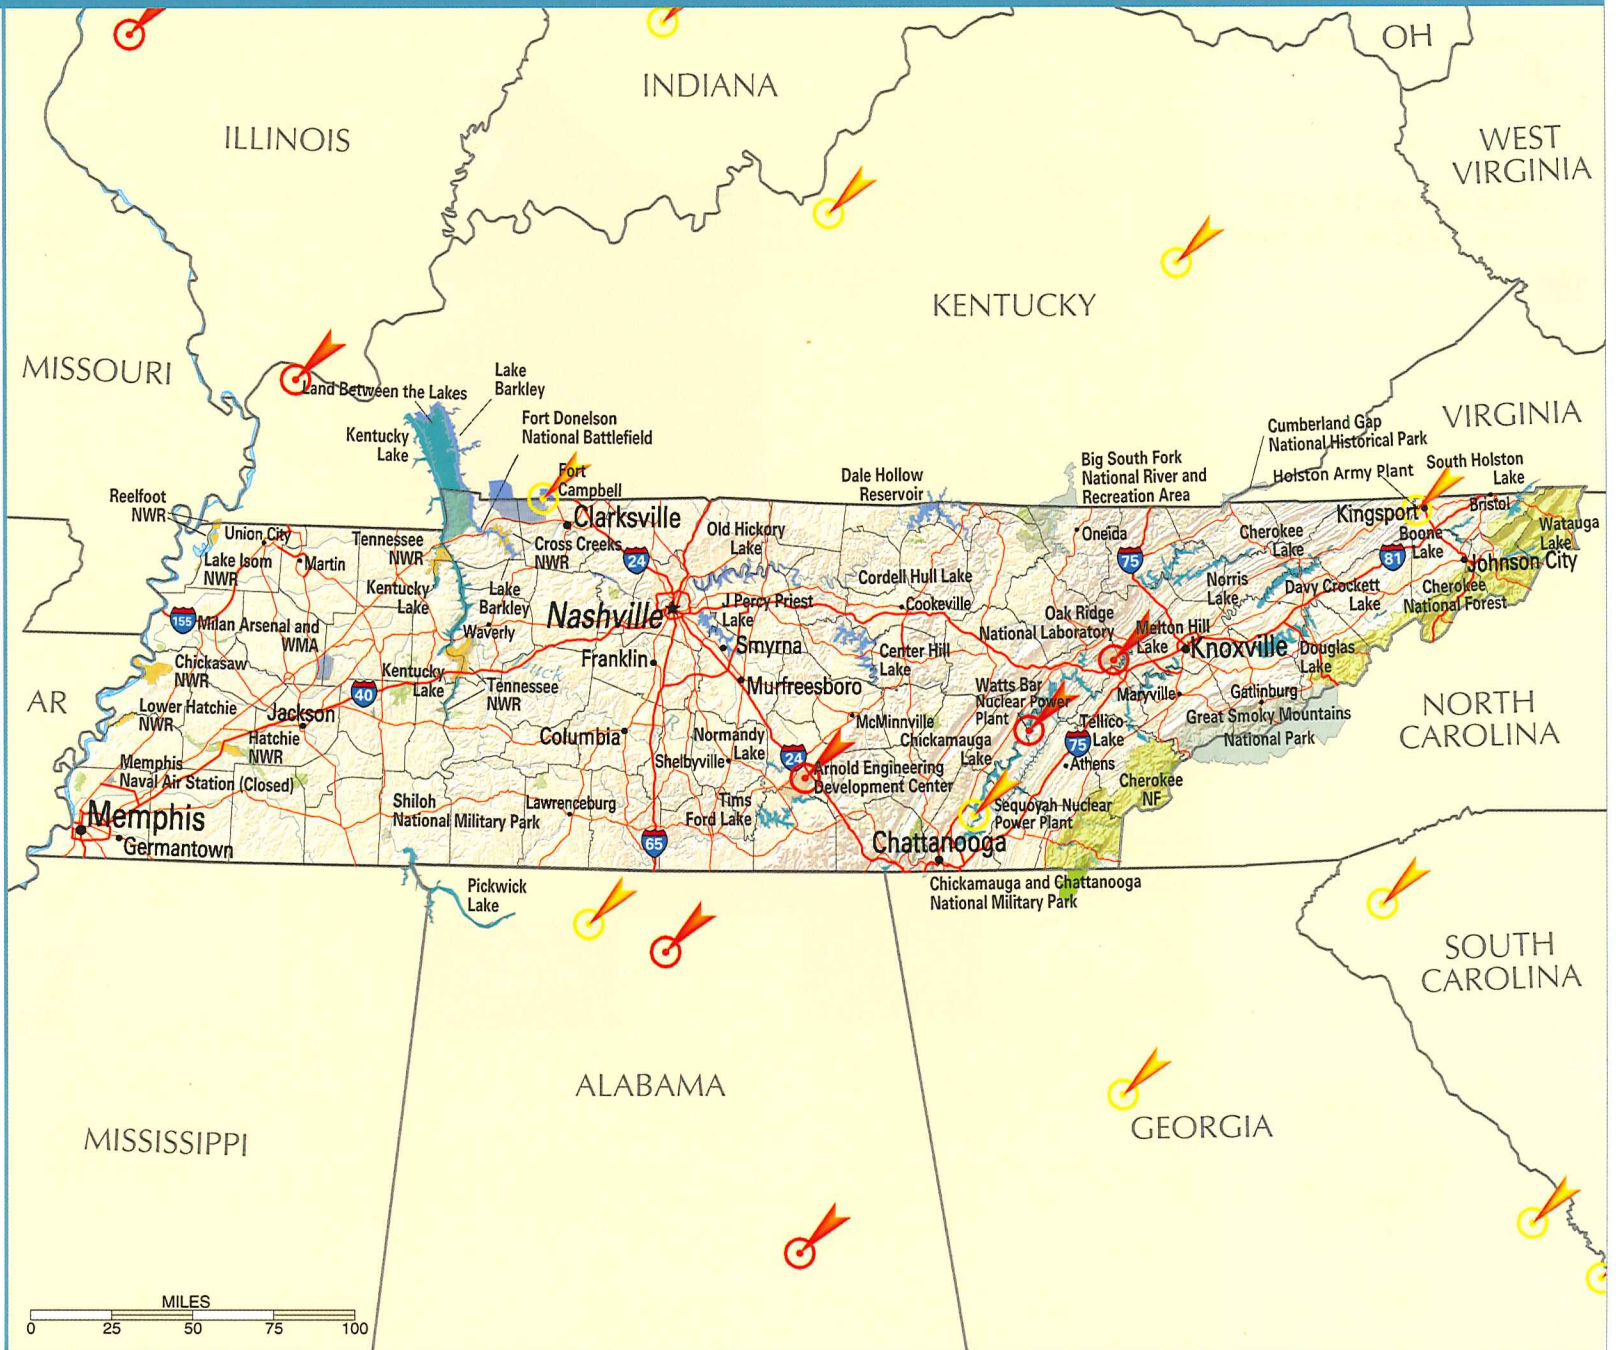 OH
INDIANA
ILLINOIS
WEST
VIRGINIA
KENTUCKY
MISSOURI
VIRGINIA
Land Between the Lakes
Lake
Barkley
Fort Donelson
National Battlefield
Kentucky
Lake
Fort
Campbell
Dale Hollow
Reservoir
Big South Fork
National River and
Recreation Area
Cumberland Gap
National Historical Park
Holston Army Plant
South Holston
Lake
Reelfoot
NWR
Union City
Lake Isom
NWR
Martin
Tennessee
NWR
Clarksville
Cross Creeks
NWR
24
Old Hickory
Lake
Oneida
75
Cherokee
Lake
Kingsport
Bristol
Boone
Lake
81
Watauga
Lake
Johnson City
Kentucky
Lake
Lake
Barkley
Cordell Hull Lake
Norris
Lake
Davy Crockett
Lake
Cherokee
National Forest
155
Milan Arsenal and
WMA
Waverly
Nashville
J Percy Priest
Lake
Cookeville
Oak Ridge
National Laboratory
Melton Hill
Lake
Knoxville
Douglas
Lake
Smyrna
Franklin
Center Hill
Lake
Chickasaw
NWR
Kentucky
Lake
Duck
Tennessee
NWR
40
Murfreesboro
Watts Bar
Nuclear Power
Plant
Maryville
Gatlinburg
Great Smoky Mountains
National Park
AR
Lower Hatchie
NWR
Jackson
Hatchie
NWR
Columbia
McMinnville
Normandy
Lake
Shelbyville
24
Chickamauga
Lake
Tellico
Lake
75
Athens
NORTH
CAROLINA
Memphis
Naval Air Station (Closed)
Arnold Engineering
Development Center
Cherokee
NF
Memphis
Germantown
Shiloh
National Military Park
Lawrenceburg
65
Tims
Ford Lake
Sequoyah Nuclear
Power Plant
Chattanooga
Chickamauga and Chattanooga
National Military Park
Pickwick
Lake
SOUTH
CAROLINA
ALABAMA
GEORGIA
MISSISSIPPI
MILES
0 25 50 75 100